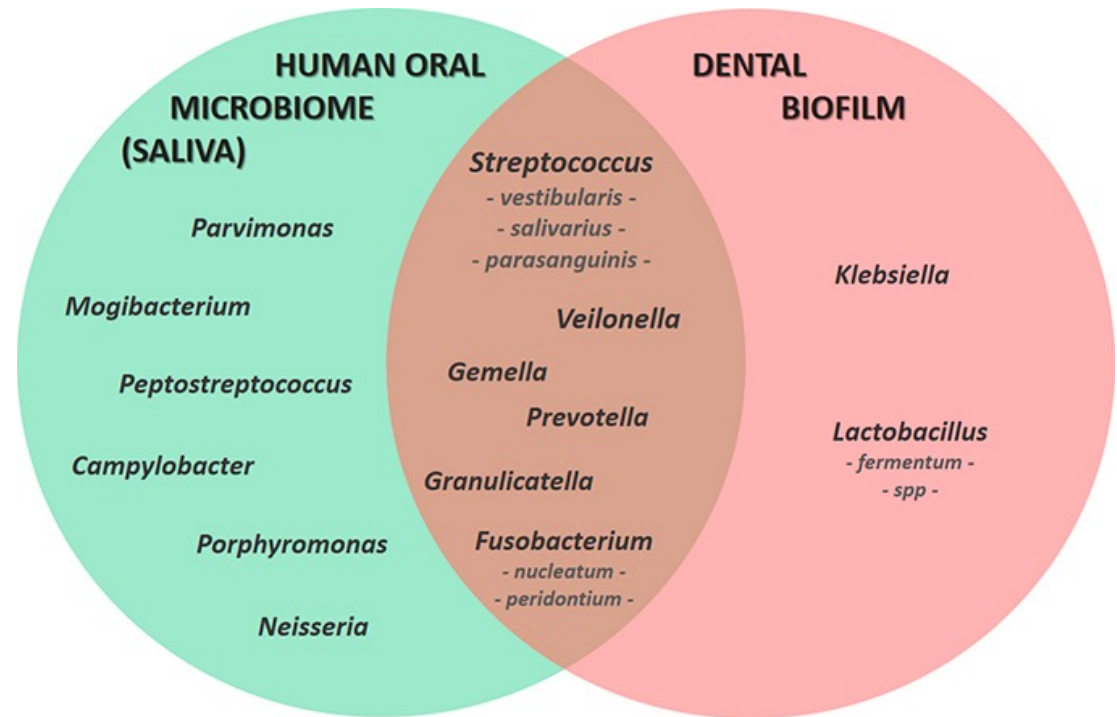 HUMAN ORAL
MICROBIOME
(SALIVA)
Parvimonas
Mogibacterium
Peptostreptococcus
Campylobacter
Porphyromonas
Neisseria
Streptococcus
- vestibularis -
- salivarius -
- parasanguinis -
Veilonella
Gemella
Prevotella
Granulicatella
Fusobacterium
- nucleatum -
- peridontium -
DENTAL
BIOFILM
Klebsiella
Lactobacillus
- fermentum -
- spp -